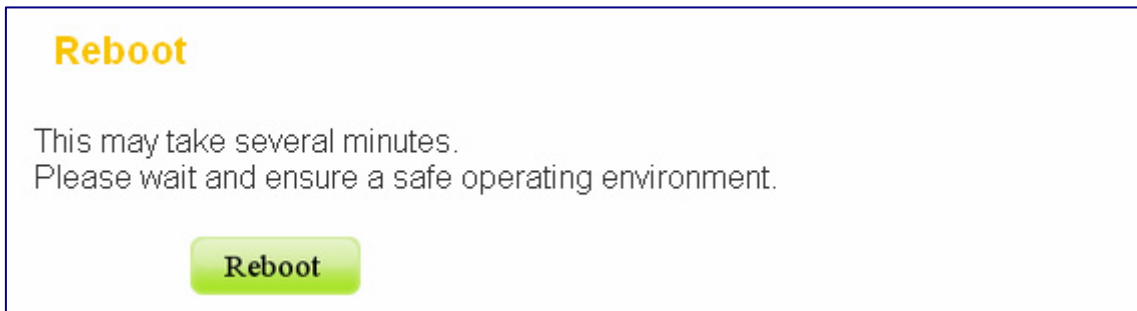 Reboot
This may take several minutes.
Please wait and ensure a safe operating environment.
Reboot